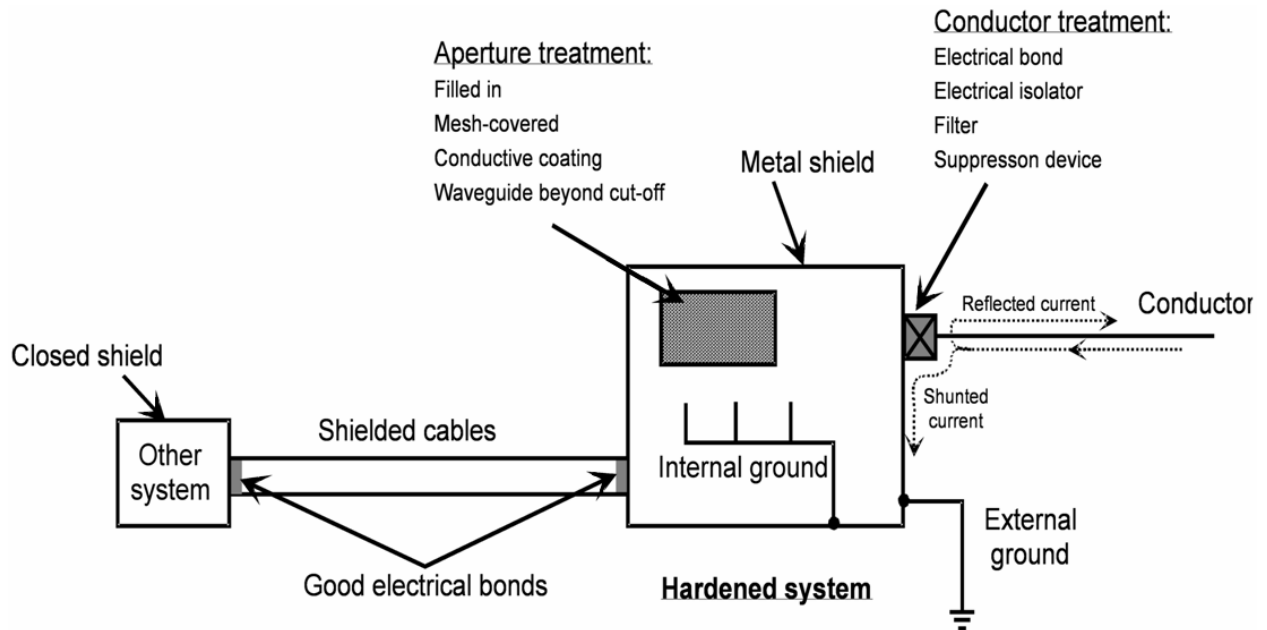 Aperture treatment:
Filled in
Mesh-covered
Conductive coating
Waveguide beyond cut-off
Conductor treatment:
Electrical bond
Electrical isolator
Filter
Suppresson device
Metal shield
Reflected current
Conductor
Closed shield
Shunted
current
Shielded cables
Other
system
Internal ground
External
ground
Good electrical bonds
Hardened system